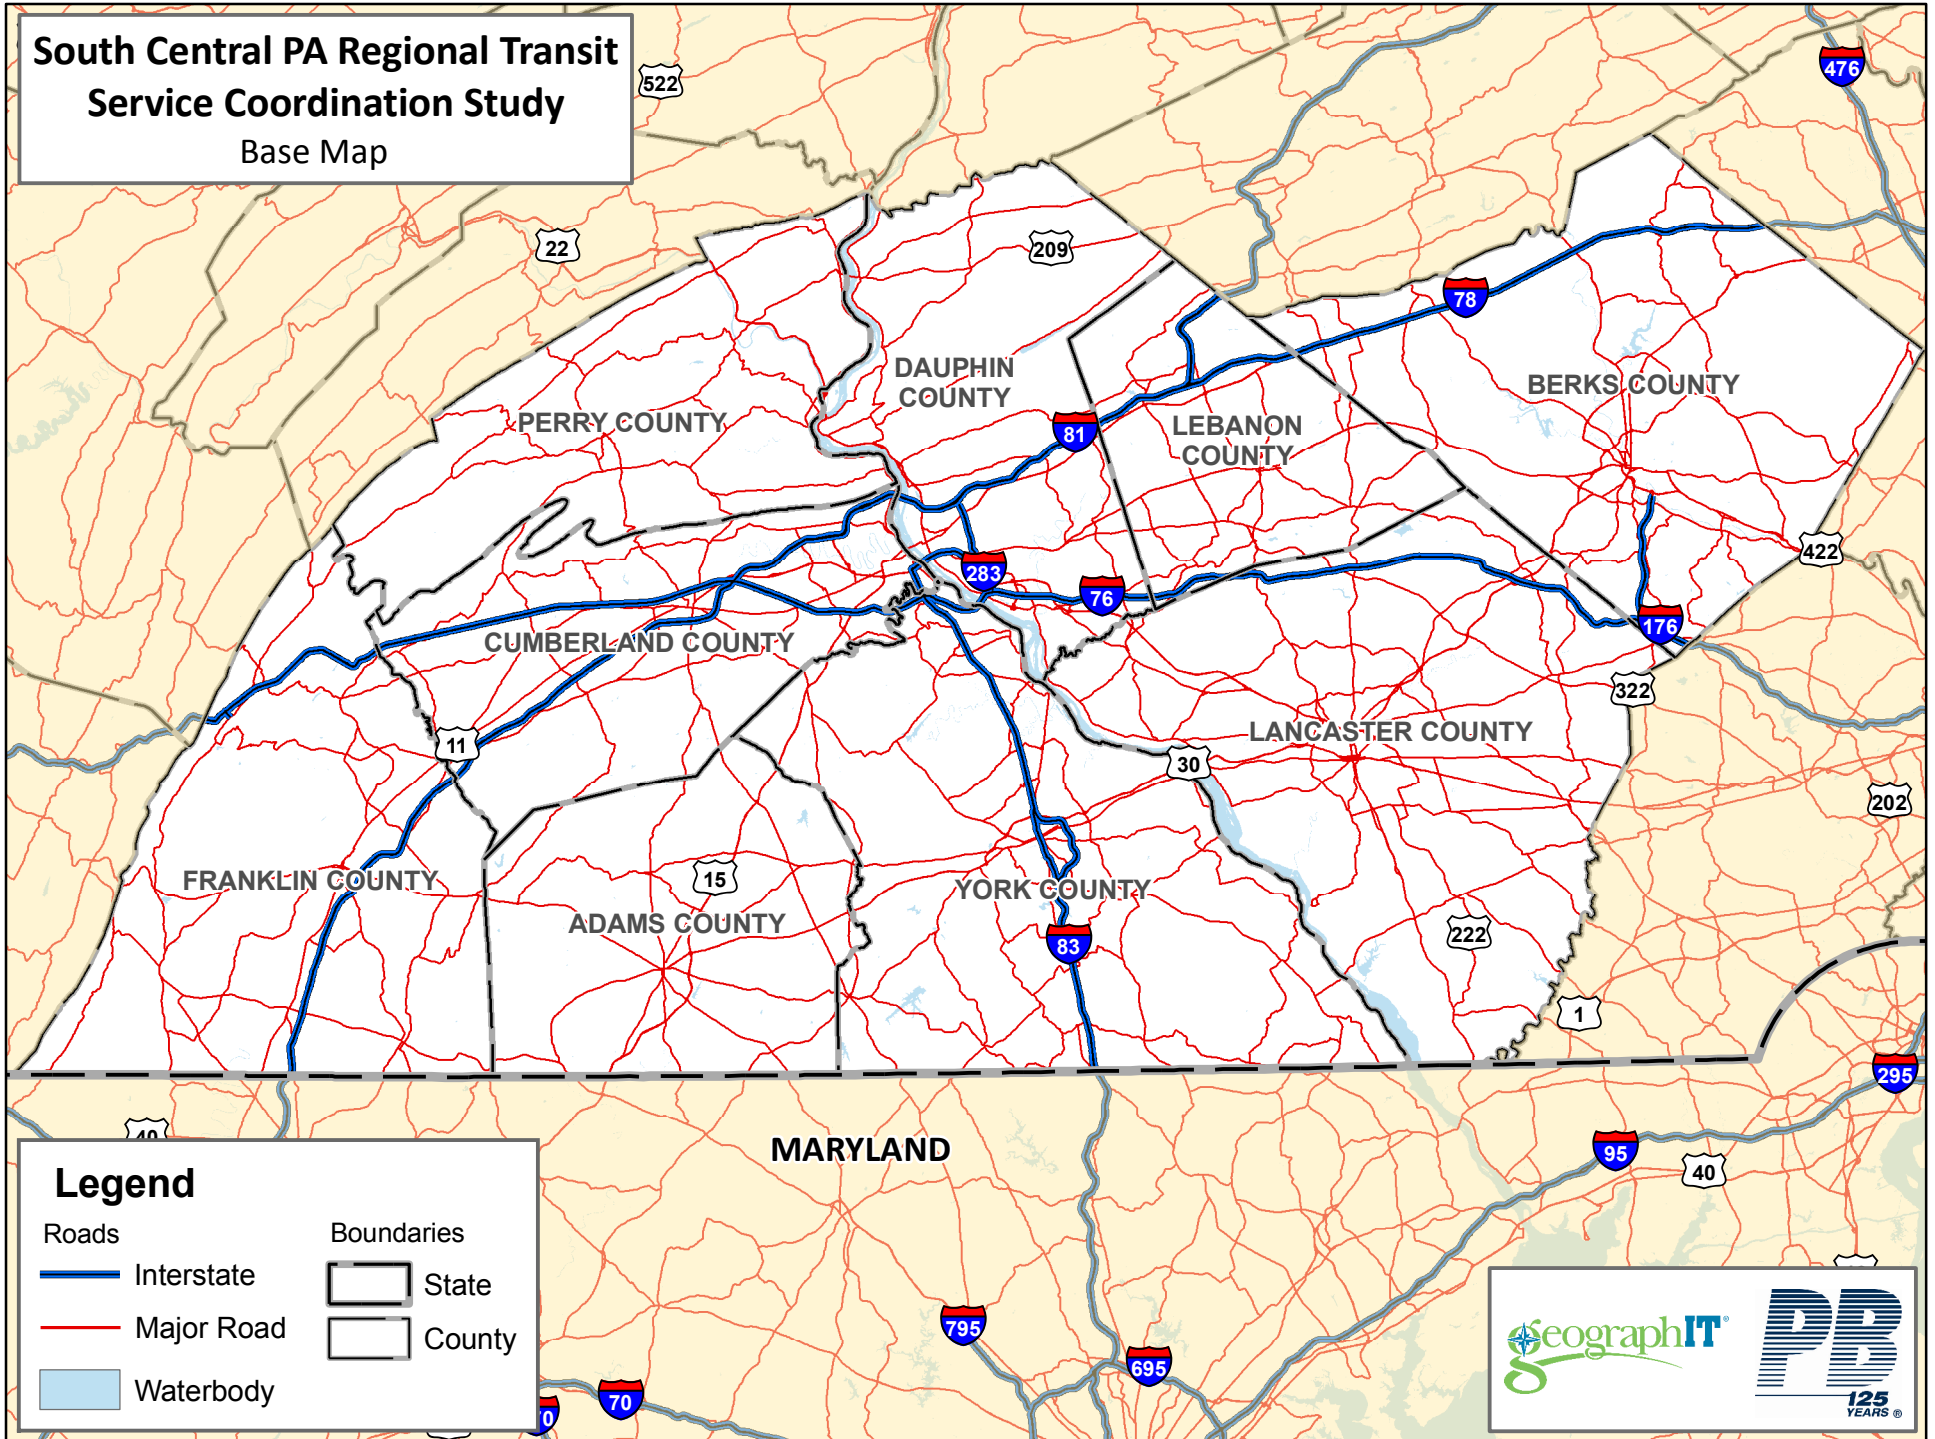 South Central PA Regional Transit
Service Coordination Study
Base Map
522
476
22
209
78
DAUPHIN
COUNTY
BERKS COUNTY
PERRY COUNTY
81
LEBANON
COUNTY
422
283
76
176
CUMBERLAND COUNTY
322
11
LANCASTER COUNTY
30
202
FRANKLIN COUNTY
15
YORK COUNTY
ADAMS COUNTY
222
83
1
295
40
MARYLAND
95
40
Legend
Roads
Boundaries
Interstate
State
Major Road
County
Waterbody
795
695
70
geographIT®
PB
125
YEARS ®